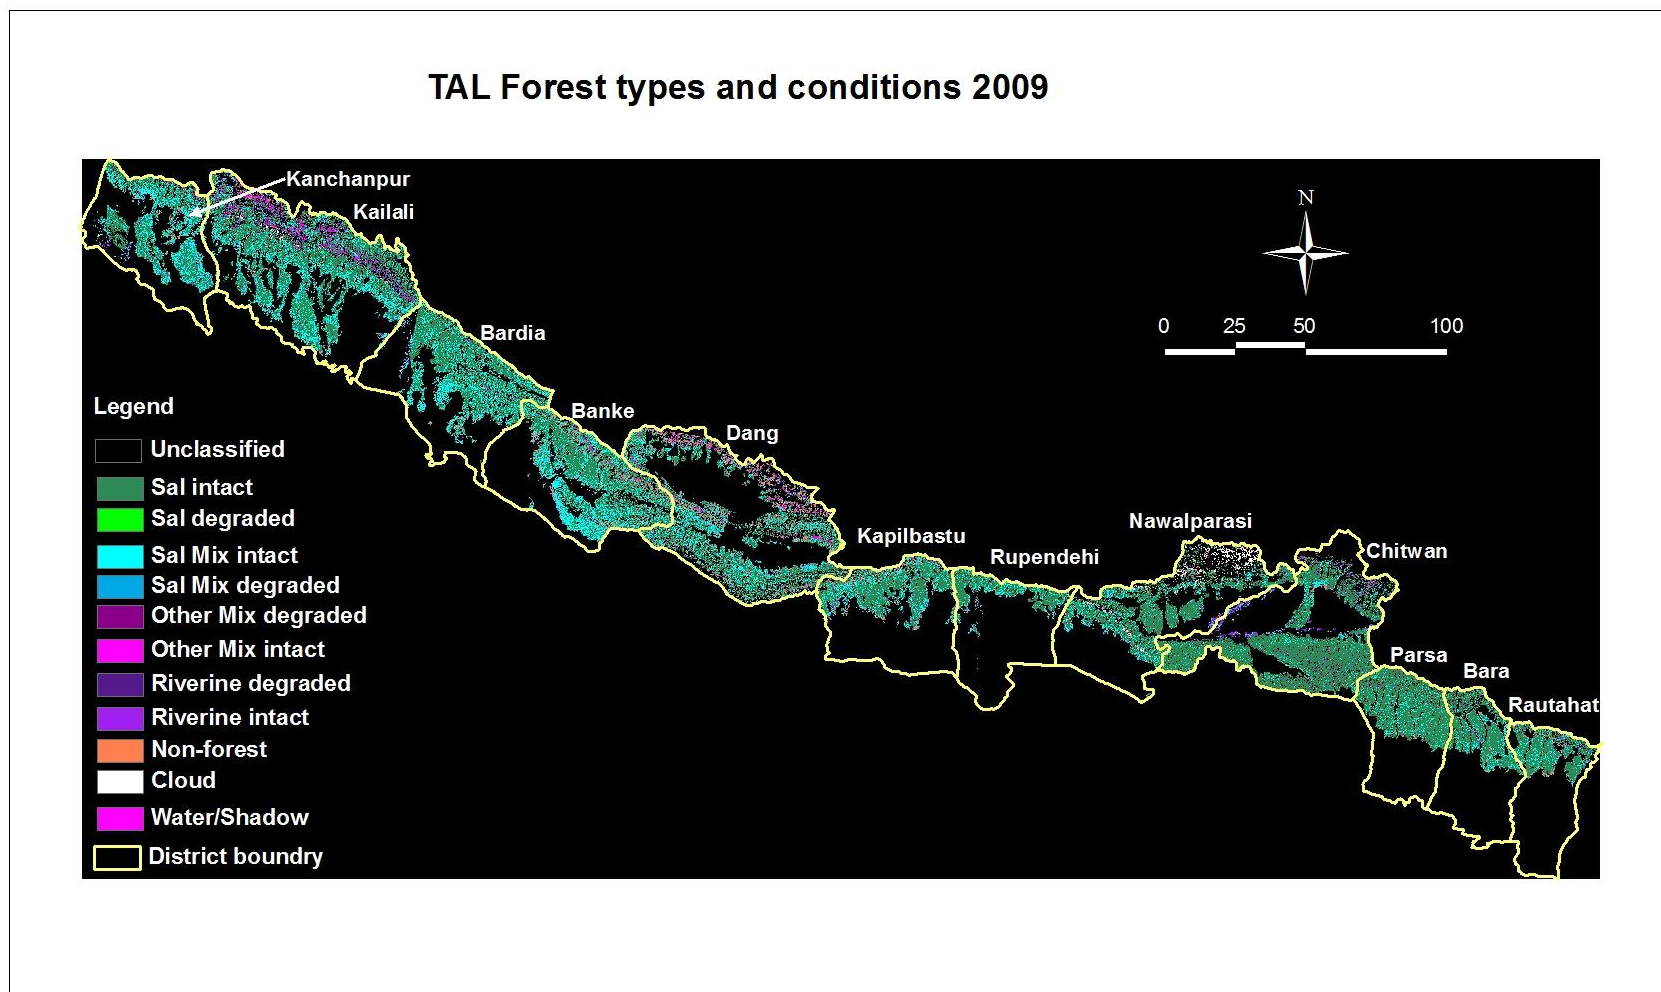 TAL Forest types and conditions 2009
Kanchanpur
Kailali
N
0 25 50 100
Bardia
Banke
Dang
Nawalparasi
Kapilbastu
Rupendehi
Chitwan
Parsa
Bara
Rautahat
Legend
Unclassified
Sal intact
Sal degraded
Sal Mix intact
Sal Mix degraded
Other Mix degraded
Other Mix intact
Riverine degraded
Riverine intact
Non-forest
Cloud
Water/Shadow
District boundry